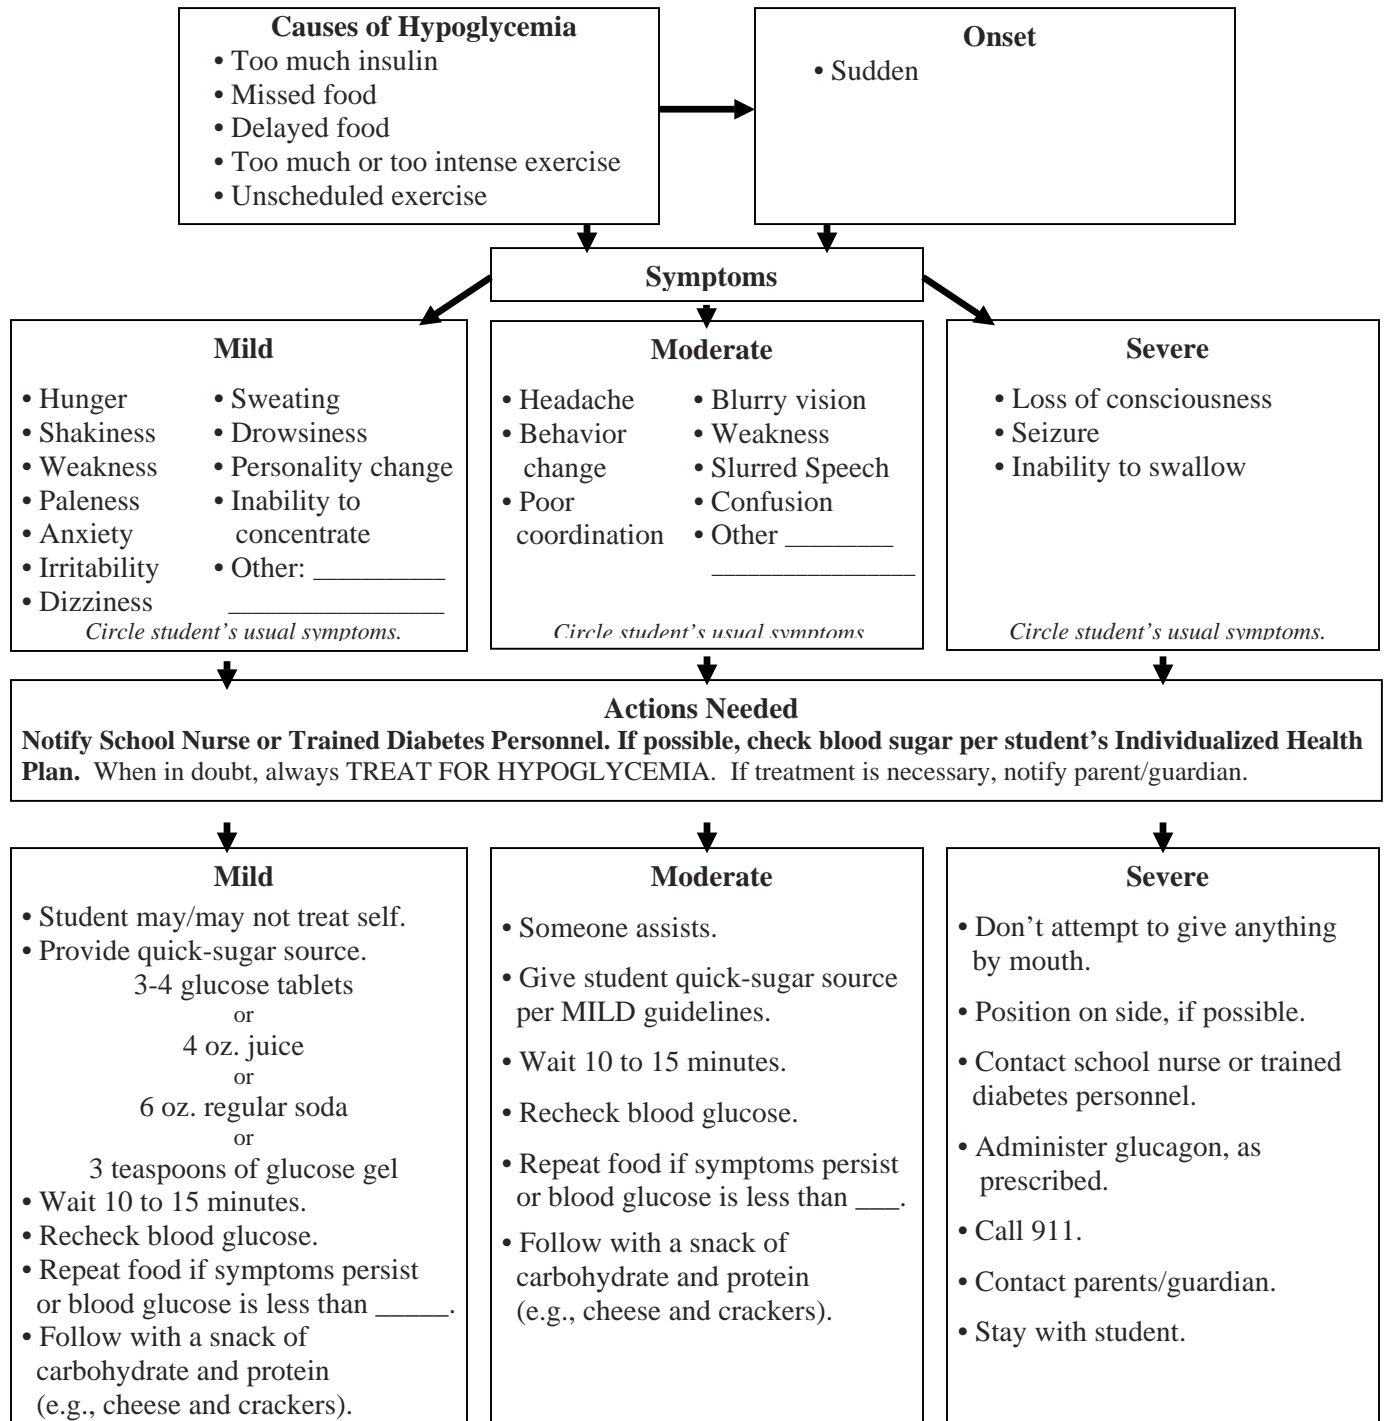 Causes of Hypoglycemia
• Too much insulin
• Missed food
• Delayed food
• Too much or too intense exercise
• Unscheduled exercise
Onset
• Sudden
Symptoms
Mild
• Hunger
• Shakiness
• Weakness
• Paleness
• Anxiety
• Irritability
• Dizziness
• Sweating
• Drowsiness
• Personality change
• Inability to
concentrate
• Other: ___________
__________________
Circle student's usual symptoms.
Moderate
• Headache
• Behavior
change
• Poor
coordination
• Blurry vision
• Weakness
• Slurred Speech
• Confusion
• Other _________
_________________
Circle student's usual symptoms
Severe
• Loss of consciousness
• Seizure
• Inability to swallow
Circle student's usual symptoms.
Actions Needed
Notify School Nurse or Trained Diabetes Personnel. If possible, check blood sugar per student's Individualized Health
Plan. When in doubt, always TREAT FOR HYPOGLYCEMIA. If treatment is necessary, notify parent/guardian.
Mild
• Student may/may not treat self.
• Provide quick-sugar source.
3-4 glucose tablets
or
4 oz. juice
or
6 oz. regular soda
or
3 teaspoons of glucose gel
• Wait 10 to 15 minutes.
• Recheck blood glucose.
• Repeat food if symptoms persist
or blood glucose is less than _____.
• Follow with a snack of
carbohydrate and protein
(e.g., cheese and crackers).
Moderate
• Someone assists.
• Give student quick-sugar source
per MILD guidelines.
• Wait 10 to 15 minutes.
• Recheck blood glucose.
• Repeat food if symptoms persist
or blood glucose is less than ___.
• Follow with a snack of
carbohydrate and protein
(e.g., cheese and crackers).
Severe
• Don't attempt to give anything
by mouth.
• Position on side, if possible.
• Contact school nurse or trained
diabetes personnel.
• Administer glucagon, as
prescribed.
• Call 911.
• Contact parents/guardian.
• Stay with student.